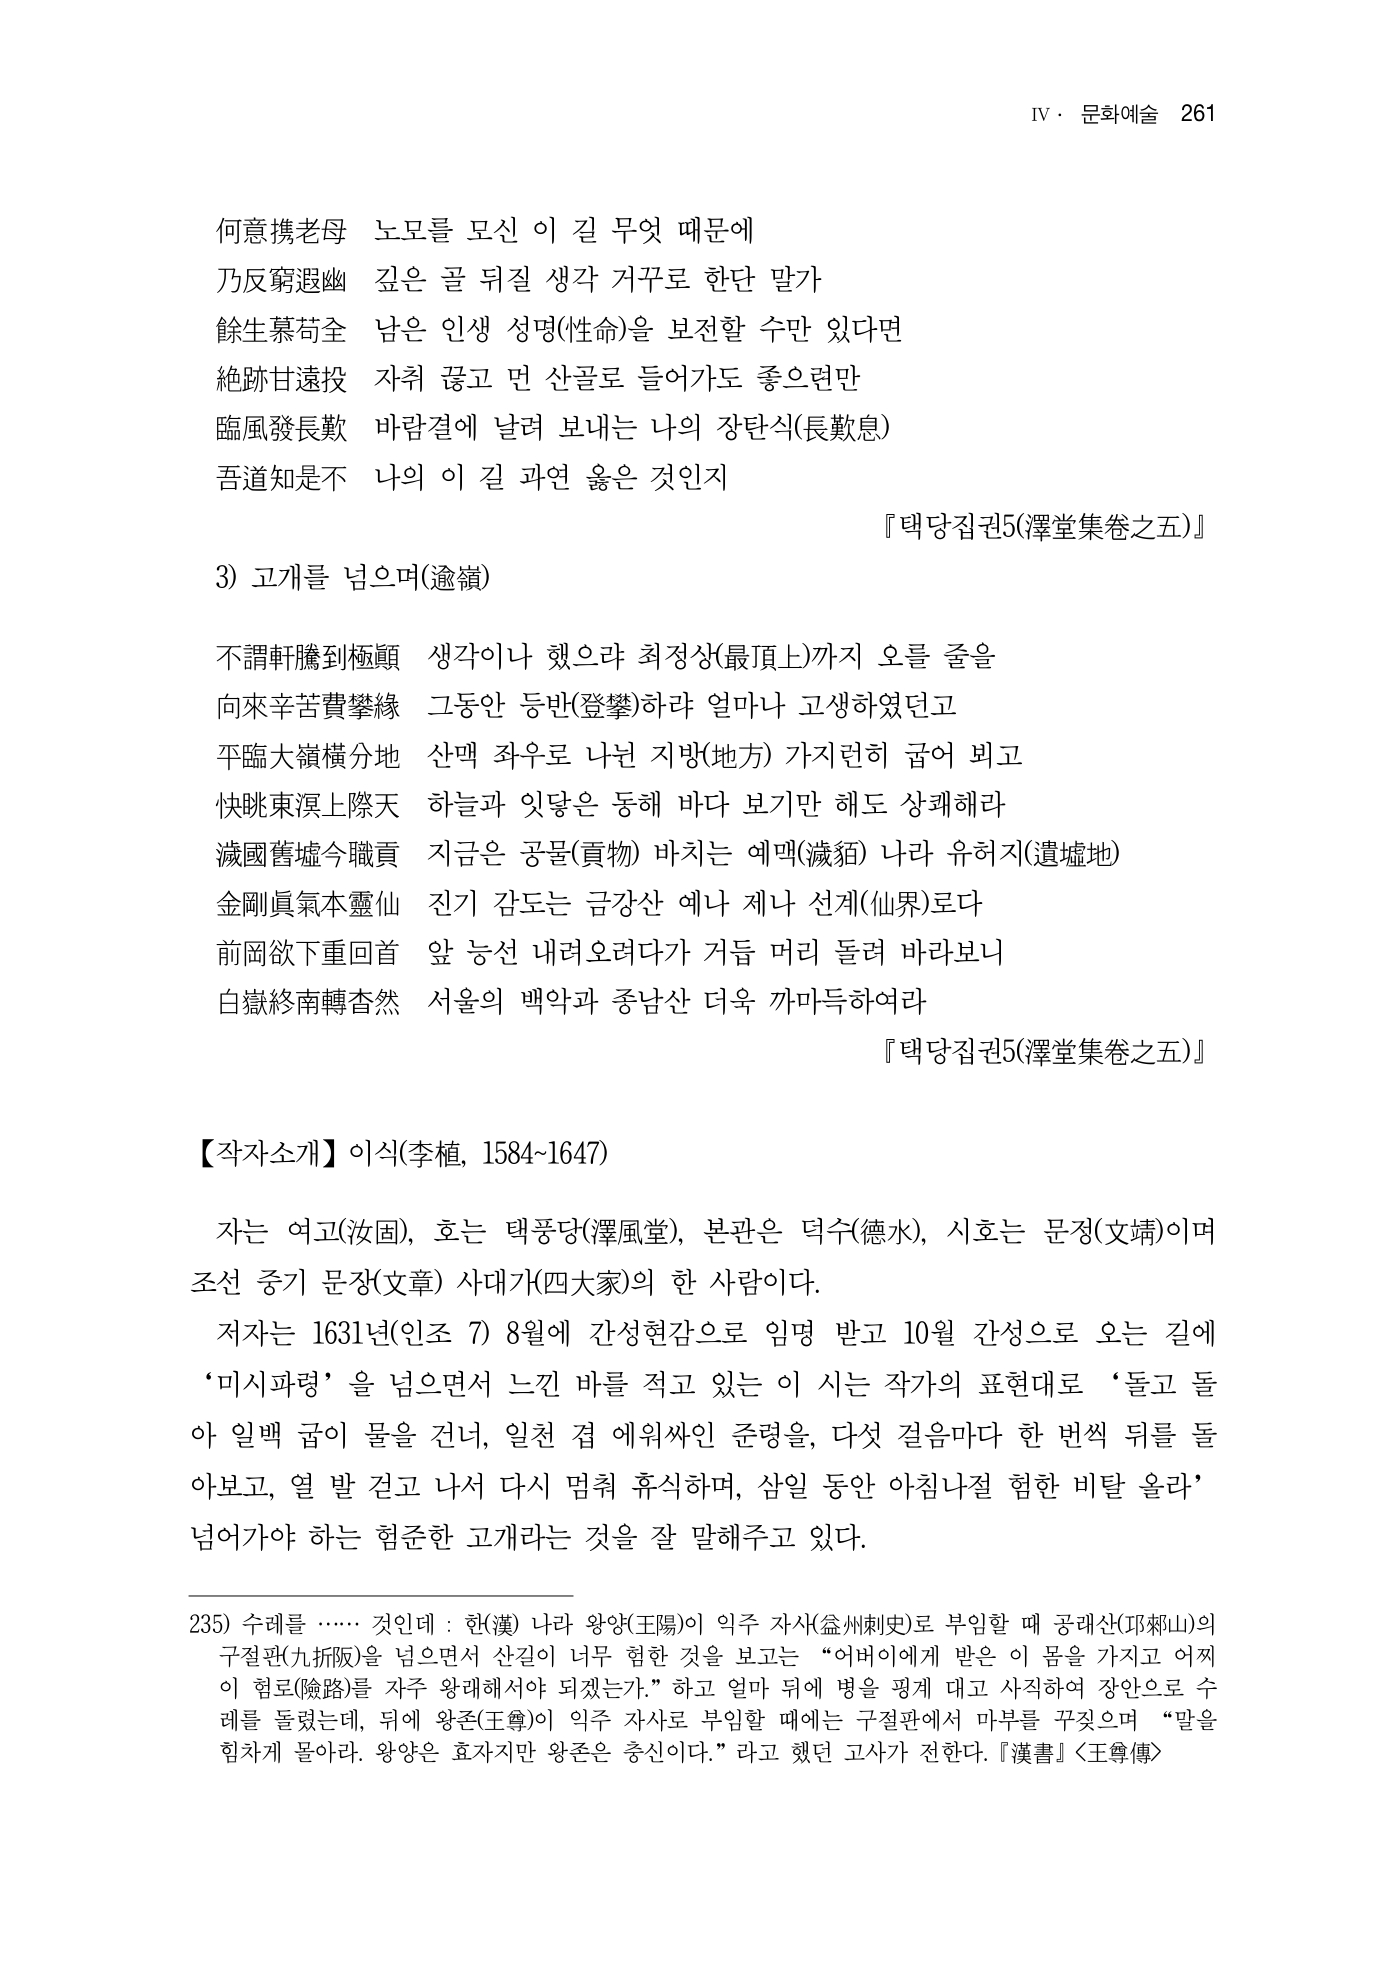 Ⅳ · 문화예술 261
何意携老母 노모를 모신 이 길 무엇 때문에
乃反窮遐幽 깊은 골 뒤질 생각 거꾸로 한단 말가
餘生慕苟全 남은 인생 성명(性命)을 보전할 수만 있다면
絶跡甘遠投 자취 끊고 먼 산골로 들어가도 좋으련만
臨風發長歎 바람결에 날려 보내는 나의 장탄식(長歎息)
吾道知是不 나의 이 길 과연 옳은 것인지
『택당집권5(澤堂集卷之五)』
3) 고개를 넘으며(逾嶺)
不謂軒騰到極顚 생각이나 했으랴 최정상(最頂上)까지 오를 줄을
向來辛苦費攀緣 그동안 등반(登攀)하랴 얼마나 고생하였던고
平臨大嶺橫分地 산맥 좌우로 나뉜 지방(地方) 가지런히 굽어 뵈고
快眺東溟上際天 하늘과 잇닿은 동해 바다 보기만 해도 상쾌해라
濊國舊墟今職貢 지금은 공물(貢物) 바치는 예맥(濊貊) 나라 유허지(遺墟地)
金剛眞氣本靈仙 진기 감도는 금강산 예나 제나 선계(仙界)로다
前岡欲下重回首 앞 능선 내려오려다가 거듭 머리 돌려 바라보니
白嶽終南轉杳然 서울의 백악과 종남산 더욱 까마득하여라
『택당집권5(澤堂集卷之五)』
【작자소개】이식(李植, 1584~1647)
자는 여고(汝固), 호는 택풍당(澤風堂), 본관은 덕수(德水), 시호는 문정(文靖)이며
조선 중기 문장(文章) 사대가(四大家)의 한 사람이다.
저자는 1631년(인조 7) 8월에 간성현감으로 임명 받고 10월 간성으로 오는 길에
‘미시파령’을 넘으면서 느낀 바를 적고 있는 이 시는 작가의 표현대로 ‘돌고 돌
아 일백 굽이 물을 건너, 일천 겹 에워싸인 준령을, 다섯 걸음마다 한 번씩 뒤를 돌
아보고, 열 발 걷고 나서 다시 멈춰 휴식하며, 삼일 동안 아침나절 험한 비탈 올라’
넘어가야 하는 험준한 고개라는 것을 잘 말해주고 있다.
235) 수레를 …… 것인데 : 한(漢) 나라 왕양(王陽)이 익주 자사(益州刺史)로 부임할 때 공래산(邛郲山)의
구절판(九折阪)을 넘으면서 산길이 너무 험한 것을 보고는 “어버이에게 받은 이 몸을 가지고 어찌
이 험로(險路)를 자주 왕래해서야 되겠는가.”하고 얼마 뒤에 병을 핑계 대고 사직하여 장안으로 수
레를 돌렸는데, 뒤에 왕존(王尊)이 익주 자사로 부임할 때에는 구절판에서 마부를 꾸짖으며 “말을
힘차게 몰아라. 왕양은 효자지만 왕존은 충신이다.”라고 했던 고사가 전한다.『漢書』〈王尊傳〉